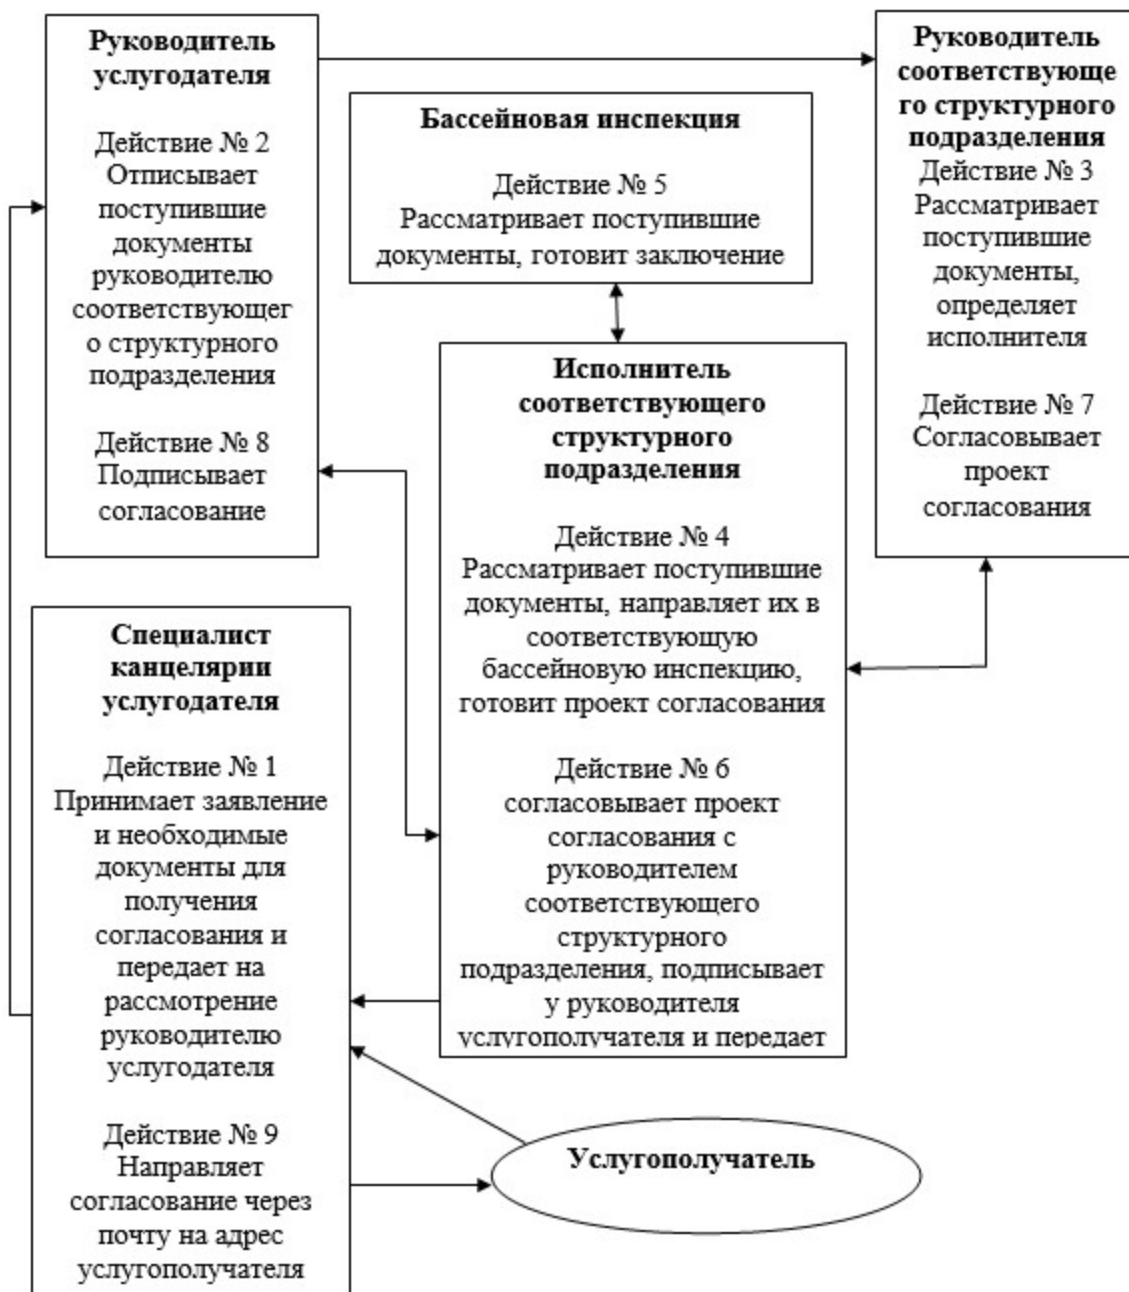 Руководитель
услугодателя
Действие № 2
Отписывает
поступившие
документы
руководителю
соответствующег
о структурного
подразделения
Действие № 8
Подписывает
согласование
Бассейновая инспекция
Действие № 5
Рассматривает поступившие
документы, готовит заключение
Руководитель
соответствующе
го структурного
подразделения
Действие № 3
Рассматривает
поступившие
документы,
определяет
исполнителя
Действие № 7
Согласовывает
проект
согласования
Исполнитель
соответствующего
структурного
подразделения
Действие № 4
Рассматривает поступившие
документы, направляет их в
соответствующую
бассейновую инспекцию,
готовит проект согласования
Действие № 6
согласовывает проект
согласования с
руководителем
соответствующего
структурного
подразделения, подписывает
у руководителя
услугополучателя и передает
Специалист
канцелярии
услугодателя
Действие № 1
Принимает заявление
и необходимые
документы для
получения
согласования и
передает на
рассмотрение
руководителю
услугодателя
Действие № 9
Направляет
согласование через
почту на адрес
услугополучателя
Услугополучатель